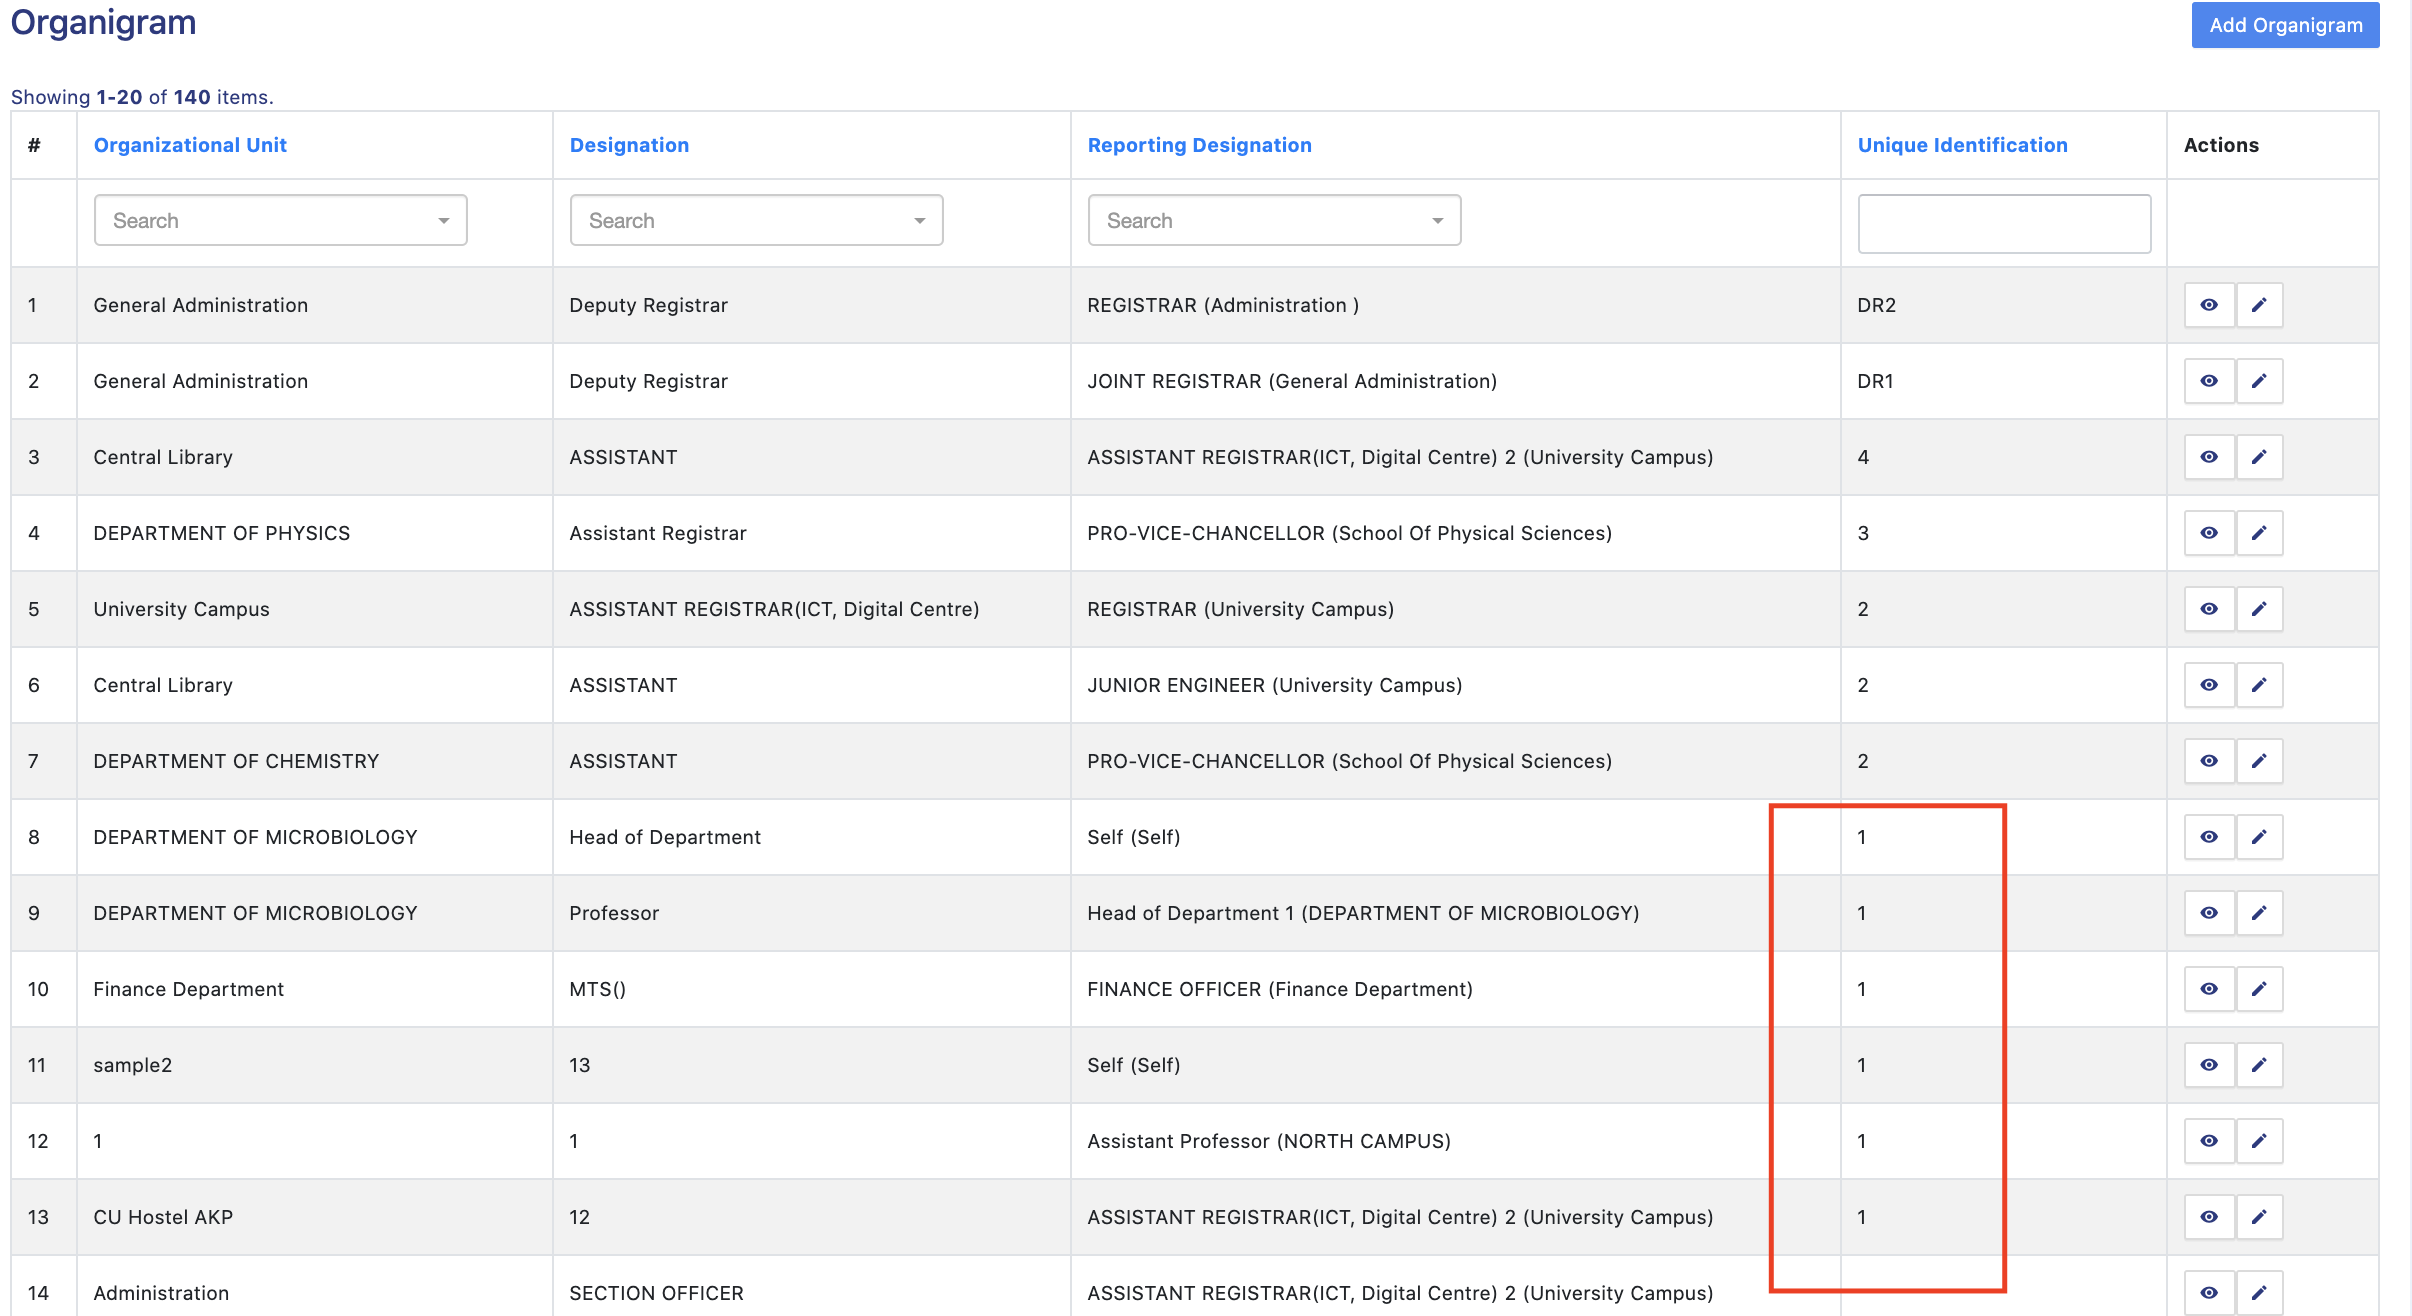 Organigram
Add Organigram
Showing 1-20 of 140 items.
# Organizational Unit Designation Reporting Designation Unique Identification Actions
Search Search Search
1 General Administration Deputy Registrar REGISTRAR (Administration ) DR2
2 General Administration Deputy Registrar JOINT REGISTRAR (General Administration) DR1
3 Central Library ASSISTANT ASSISTANT REGISTRAR(ICT, Digital Centre) 2 (University Campus) 4
4 DEPARTMENT OF PHYSICS Assistant Registrar PRO-VICE-CHANCELLOR (School Of Physical Sciences) 3
5 University Campus ASSISTANT REGISTRAR(ICT, Digital Centre) REGISTRAR (University Campus) 2
6 Central Library ASSISTANT JUNIOR ENGINEER (University Campus) 2
7 DEPARTMENT OF CHEMISTRY ASSISTANT PRO-VICE-CHANCELLOR (School Of Physical Sciences) 2
8 DEPARTMENT OF MICROBIOLOGY Head of Department Self (Self) 1
9 DEPARTMENT OF MICROBIOLOGY Professor Head of Department 1 (DEPARTMENT OF MICROBIOLOGY) 1
10 Finance Department MTS() FINANCE OFFICER (Finance Department) 1
11 sample2 13 Self (Self) 1
12 1 1 Assistant Professor (NORTH CAMPUS) 1
13 CU Hostel AKP 12 ASSISTANT REGISTRAR(ICT, Digital Centre) 2 (University Campus) 1
14 Administration SECTION OFFICER ASSISTANT REGISTRAR(ICT, Digital Centre) 2 (University Campus)